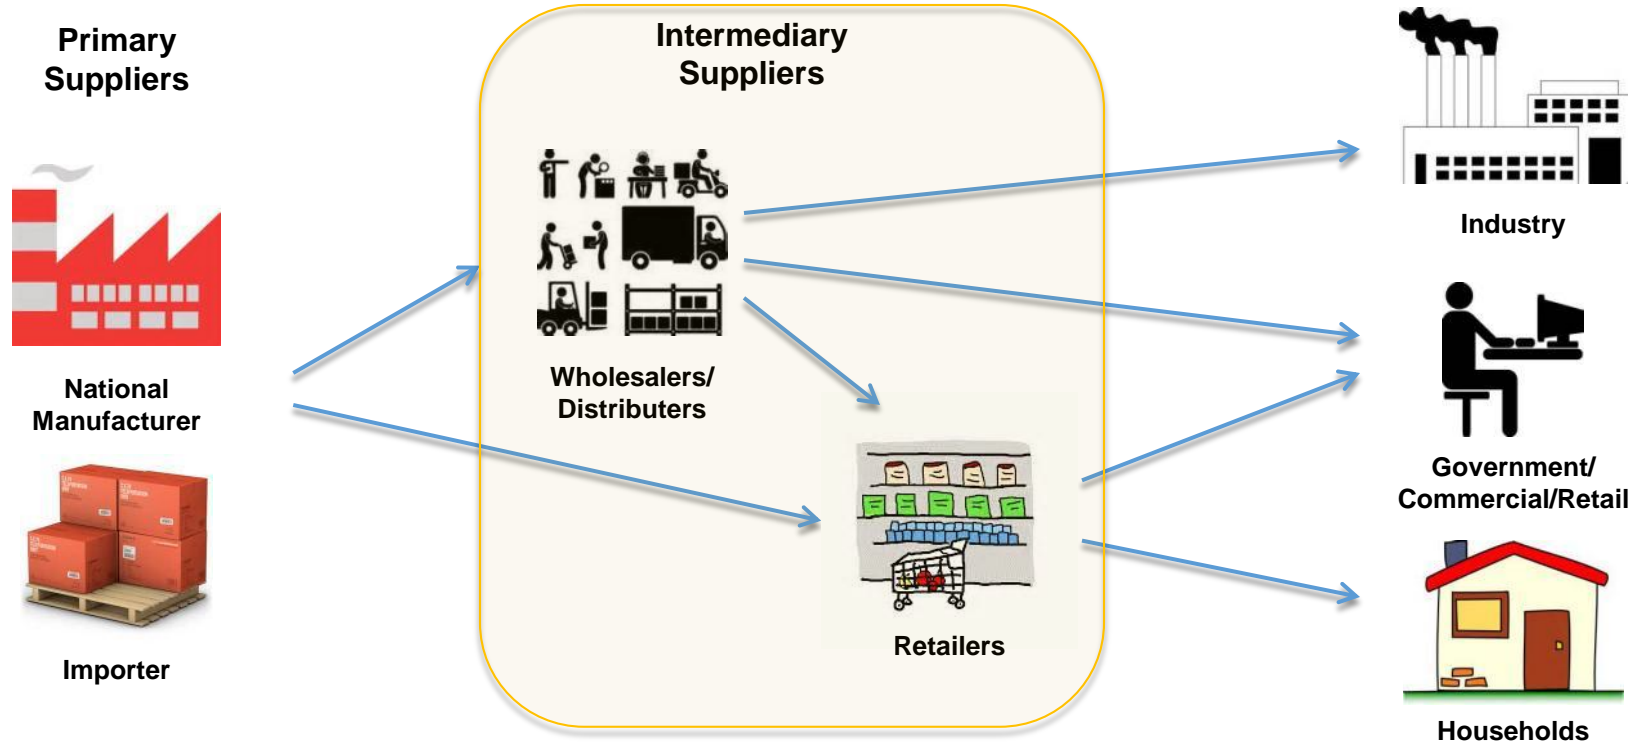 Primary
Suppliers
National
Manufacturer
Importer
Intermediary
Suppliers
Wholesalers/
Distributers
Retailers
Industry
Government/
Commercial/Retail
Households